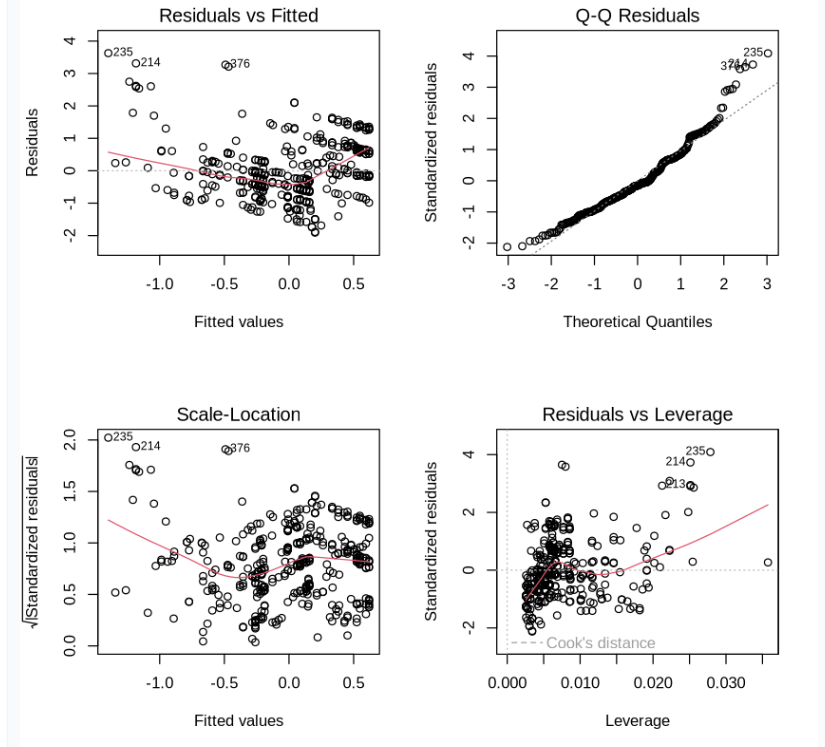 Residuals vs Fitted
Residuals
4
3
2
1
0
-1
-2
235
214
376
-1.0 -0.5 0.0 0.5
Fitted values
Q-Q Residuals
Standardized residuals
4
3
2
1
0
-1
-2
235
214
376
-3 -2 -1 0 1 2 3
Theoretical Quantiles
Scale-Location
√|Standardized residuals|
2.0
1.5
1.0
0.5
0.0
235
214
376
-1.0 -0.5 0.0 0.5
Fitted values
Residuals vs Leverage
Standardized residuals
4
2
0
-2
235
214
213
Cook's distance
0.000 0.010 0.020 0.030
Leverage